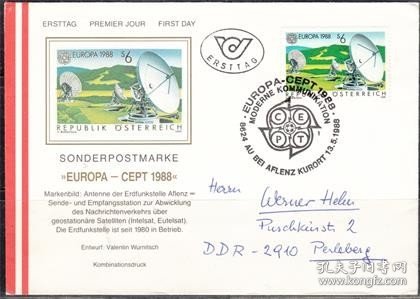 ERSTTAG PREMIER JOUR FIRST DAY
EUROPA 1988 S 6
REPUBLIK ÖSTERREICH
ERSTTAG
EUROPA 1988 S 6
REPUBLIK ÖSTERREICH
EUROPA-CEPT 1988
MODERNE KOMMUNIKATION
CEPT
8624 AU BEI AFLENZ KURORT 13.5.1988
SONDERPOSTMARKE
»EUROPA — CEPT 1988«
Markenbild: Antenne der Erdfunkstelle Aflenz =
Sende- und Empfangsstation zur Abwicklung
des Nachrichtenverkehrs über
geostationäre Satelliten (Intelsat, Eutelsat).
Die Erdfunkstelle ist seit 1980 in Betrieb.
Entwurf: Valentin Wurnitsch
Kombinationsdruck
Herrn
Werner Helm
Puschkinstr. 2
DDR-2910 Perleberg
孔夫子旧书网